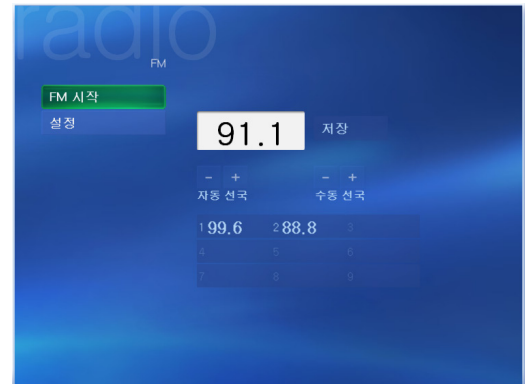 radio
FM
FM 시작
설정
91.1
저장
- +
- +
자동 선국
수동 선국
1 99.6 2 88.8 3
4 5 6
7 8 9